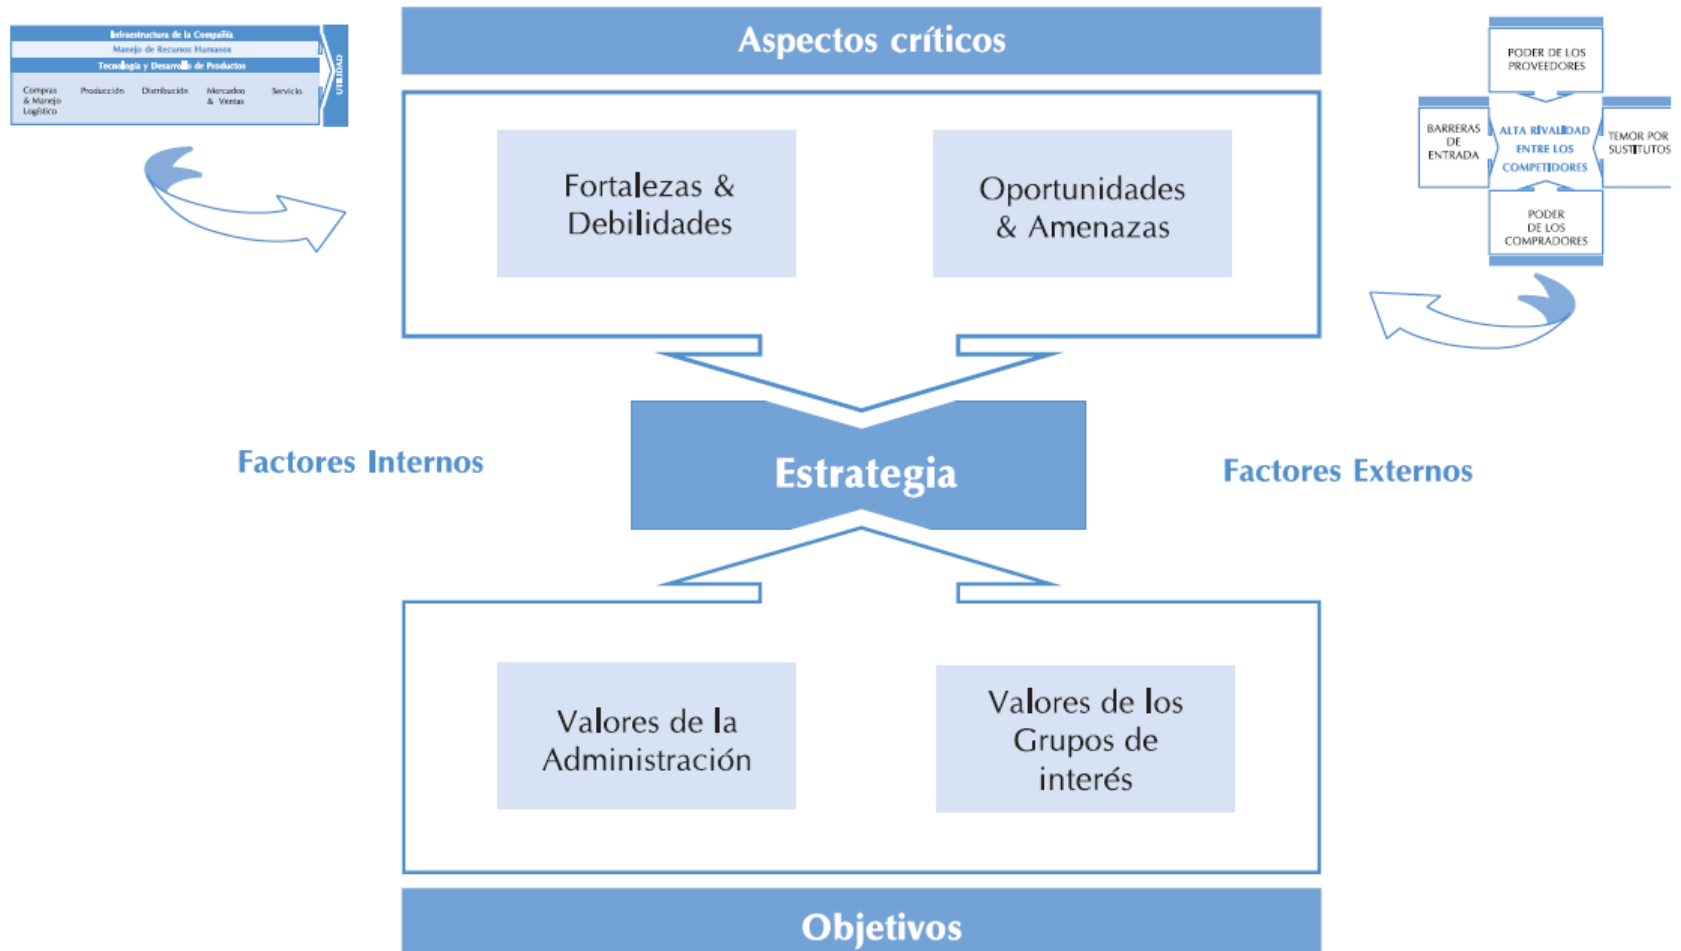 Infraestructura de la Compañía
Manejo de Recursos Humanos
Tecnología y Desarrollo de Productos
Compras
& Manejo
Logístico
Producción
Distribución
Mercadeo
& Ventas
Servicio
UTILIDAD
Aspectos críticos
Fortalezas &
Debilidades
Oportunidades
& Amenazas
PODER DE LOS
PROVEEDORES
BARRERAS
DE
ENTRADA
ALTA RIVALIDAD
ENTRE LOS
COMPETIDORES
TEMOR POR
SUSTITUTOS
PODER
DE LOS
COMPRADORES
Factores Internos
Estrategia
Factores Externos
Valores de la
Administración
Valores de los
Grupos de
interés
Objetivos